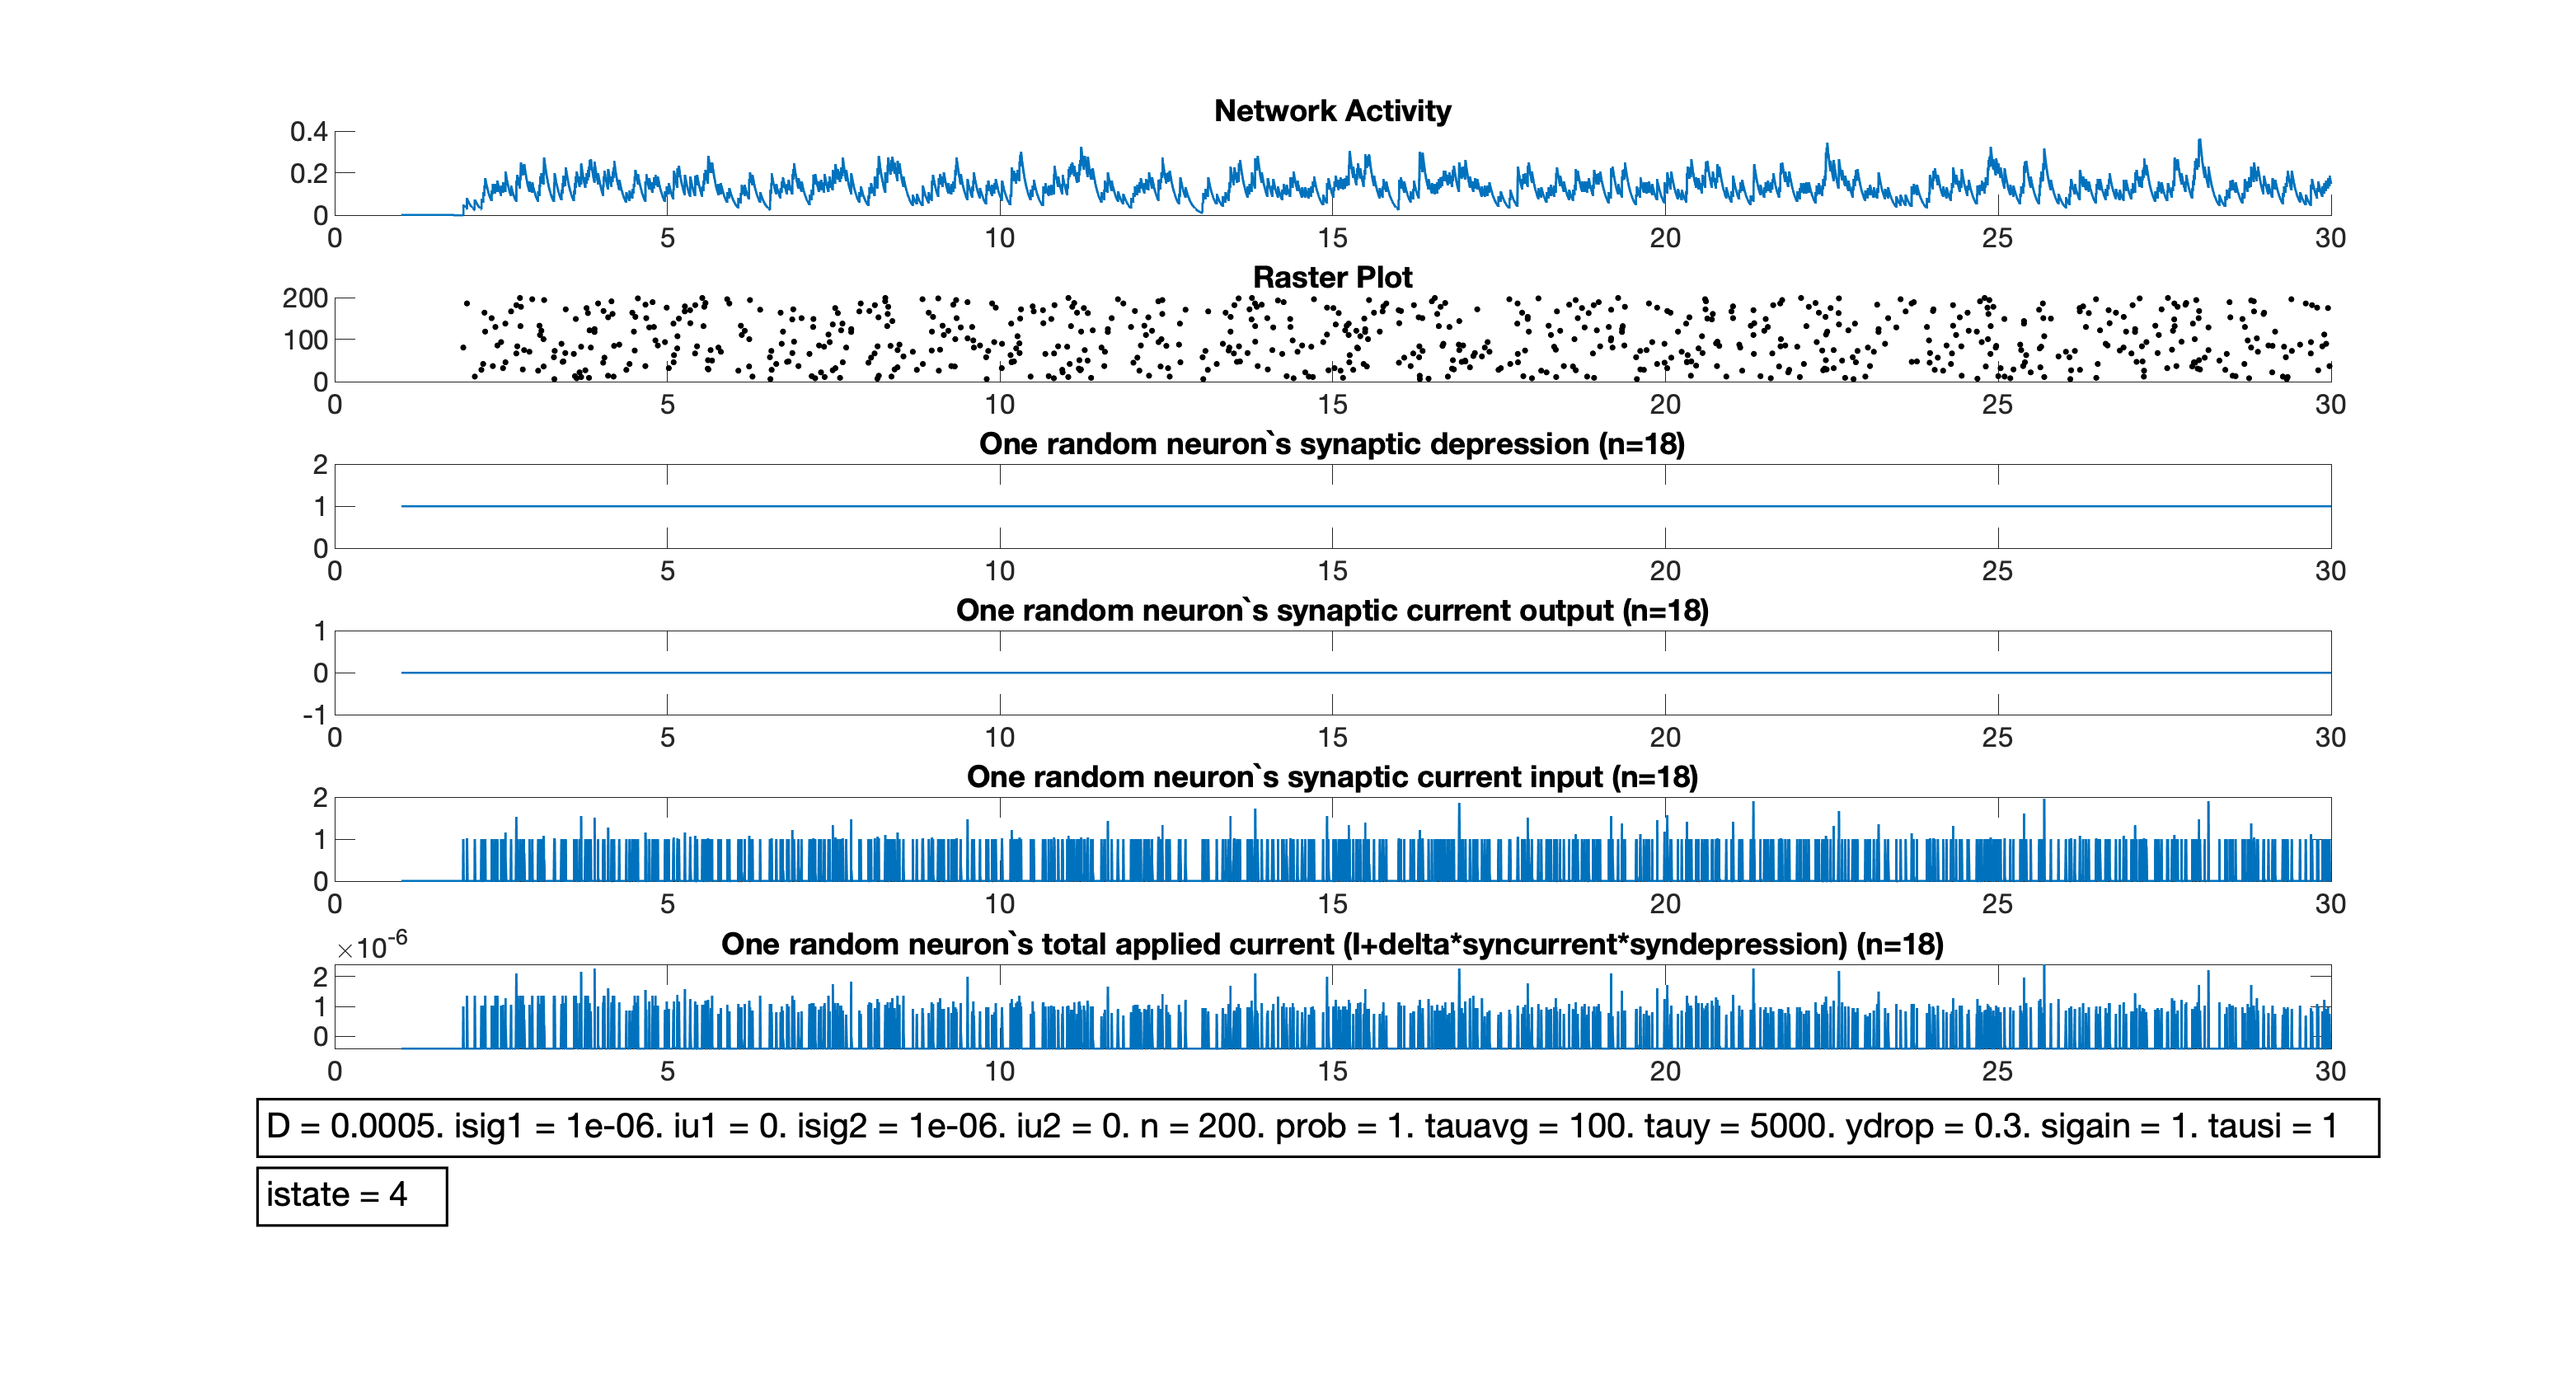 Network Activity
0.4
0.2
0
0 5 10 15 20 25 30
Raster Plot
200
100
0
0 5 10 15 20 25 30
One random neuron`s synaptic depression (n=18)
2
1
0
0 5 10 15 20 25 30
One random neuron`s synaptic current output (n=18)
1
0
-1
0 5 10 15 20 25 30
One random neuron`s synaptic current input (n=18)
2
1
0
0 5 10 15 20 25 30
×10-6
One random neuron`s total applied current (I+delta*syncurrent*syndepression) (n=18)
2
1
0
0 5 10 15 20 25 30
D = 0.0005. isig1 = 1e-06. iu1 = 0. isig2 = 1e-06. iu2 = 0. n = 200. prob = 1. tauavg = 100. tauy = 5000. ydrop = 0.3. sigain = 1. tausi = 1
istate = 4